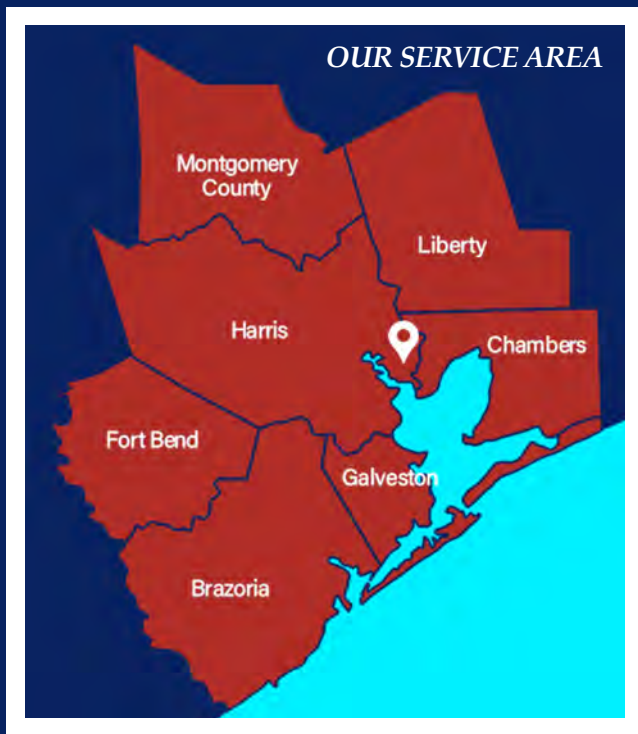 OUR SERVICE AREA
Montgomery
County
Liberty
Harris
Chambers
Fort Bend
Galveston
Brazoria